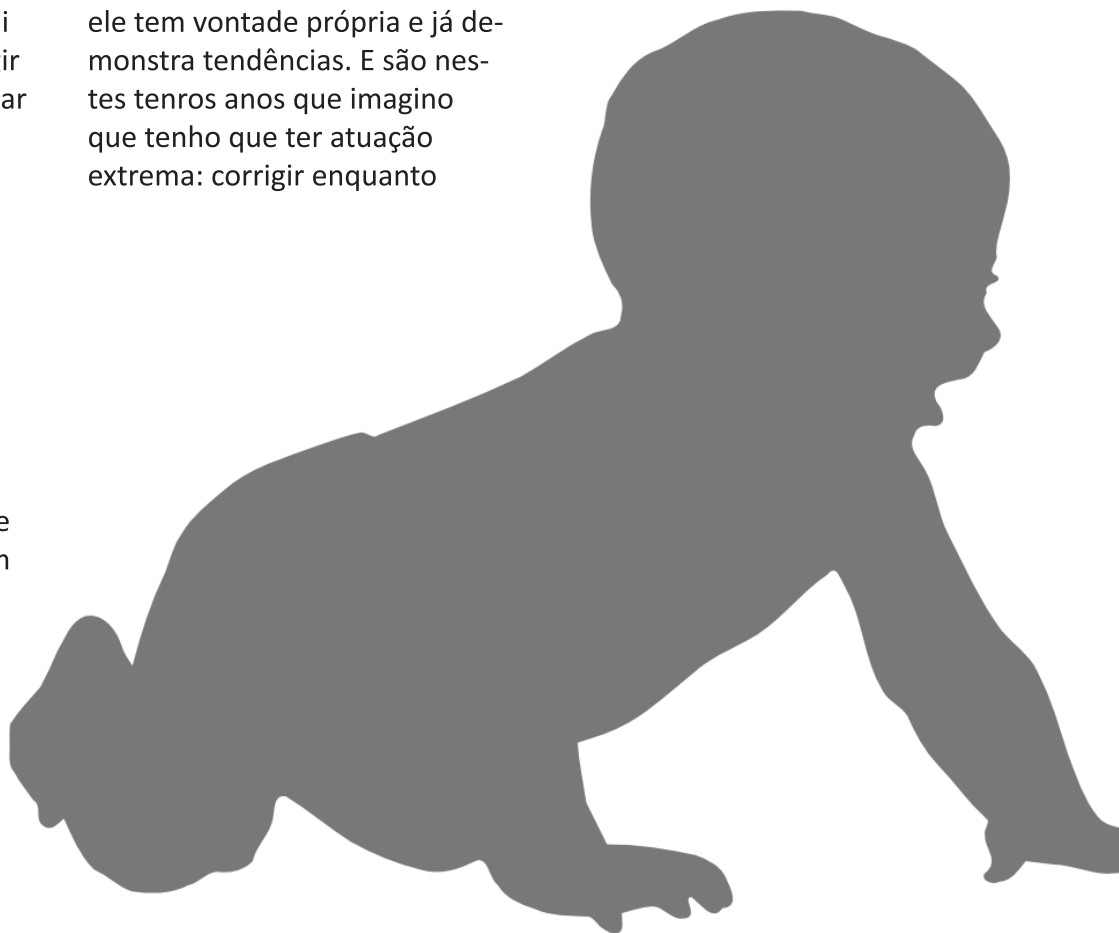 ele tem vontade própria e já de-
monstra tendências. E são nes-
tes tenros anos que imagino
que tenho que ter atuação
extrema: corrigir enquanto